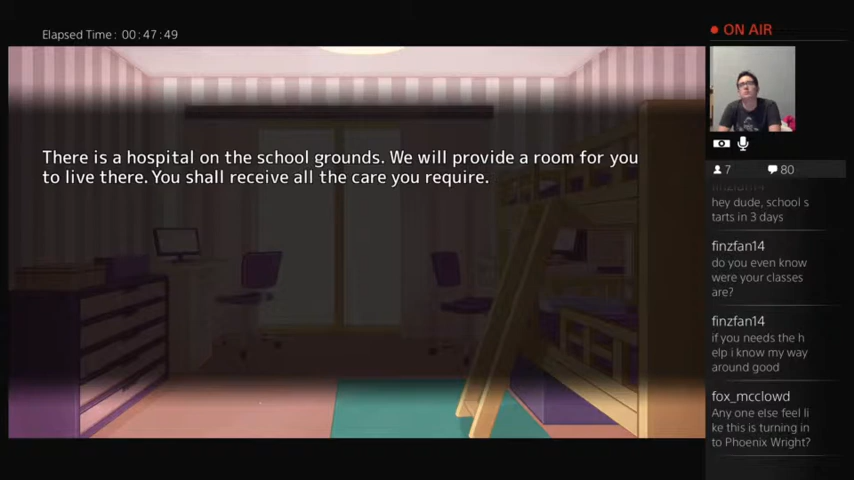 Elapsed Time : 00:47:49
ON AIR
There is a hospital on the school grounds. We will provide a room for you
to live there. You shall receive all the care you require.
7
80
finzfan14
hey dude, school s
tarts in 3 days
finzfan14
do you even know
were your classes
are?
finzfan14
if you needs the h
elp i know my way
around good
fox_mcclowd
Any one else feel li
ke this is turning in
to Phoenix Wright?